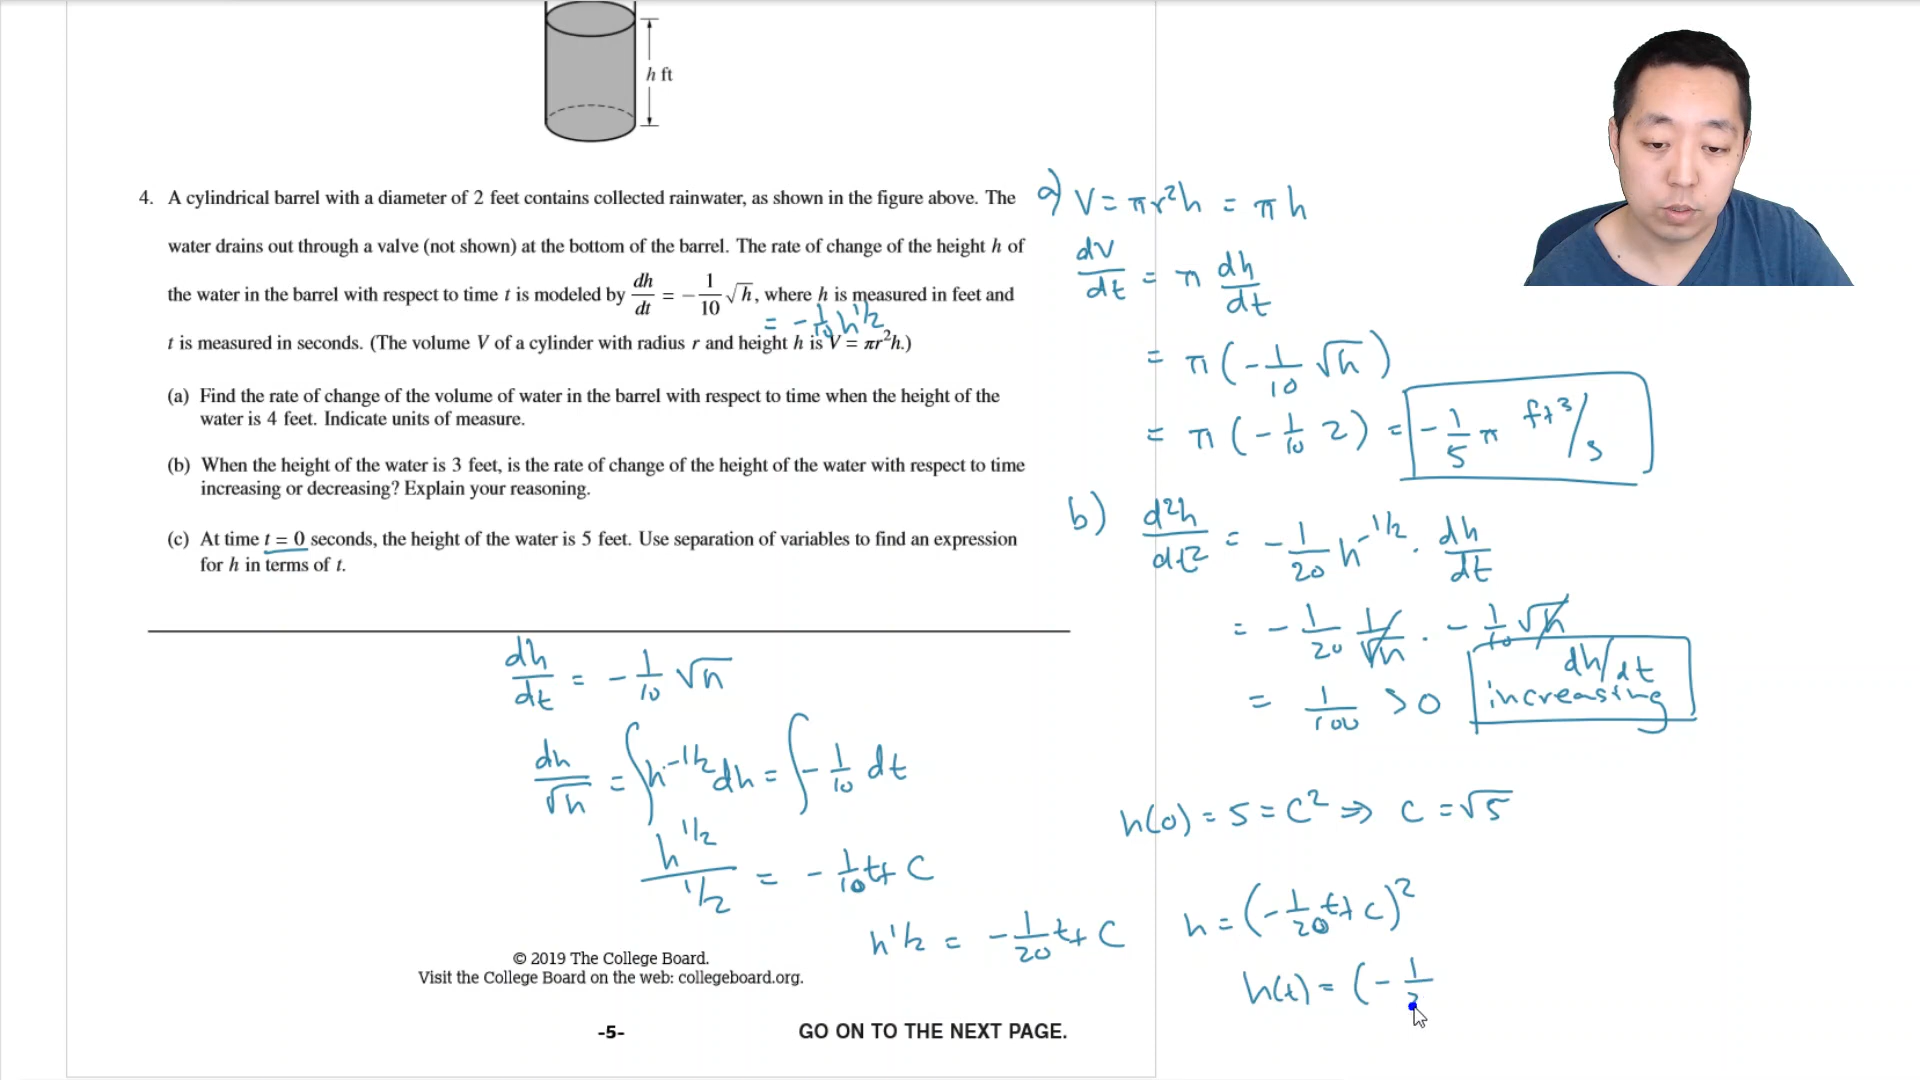 h ft
4. A cylindrical barrel with a diameter of 2 feet contains collected rainwater, as shown in the figure above. The
water drains out through a valve (not shown) at the bottom of the barrel. The rate of change of the height h of
the water in the barrel with respect to time t is modeled by dh/dt = -1/10 √h, where h is measured in feet and
= -1/10 h^1/2
t is measured in seconds. (The volume V of a cylinder with radius r and height h is V = πr²h.)
(a) Find the rate of change of the volume of water in the barrel with respect to time when the height of the
water is 4 feet. Indicate units of measure.
(b) When the height of the water is 3 feet, is the rate of change of the height of the water with respect to time
increasing or decreasing? Explain your reasoning.
(c) At time t = 0 seconds, the height of the water is 5 feet. Use separation of variables to find an expression
for h in terms of t.
dh/dt = -1/10 √h
dh/√h = ∫h^-1/2 dh = ∫-1/10 dt
h^1/2 / 1/2 = -1/10 t + C
h^1/2 = -1/20 t + C
© 2019 The College Board.
Visit the College Board on the web: collegeboard.org.
-5-
GO ON TO THE NEXT PAGE.
a) V = πr²h = πh
dV/dt = π dh/dt
= π(-1/10 √h)
= π(-1/10 2) = -1/5 π ft³/s
b) d²h/dt² = -1/20 h^-1/2 · dh/dt
= -1/20 1/√h · -1/10 √h
= 1/200 > 0
dh/dt
increasing
h(0) = 5 = C² ⇒ C = √5
h = (-1/20 t + C)²
h(t) = (-1/2